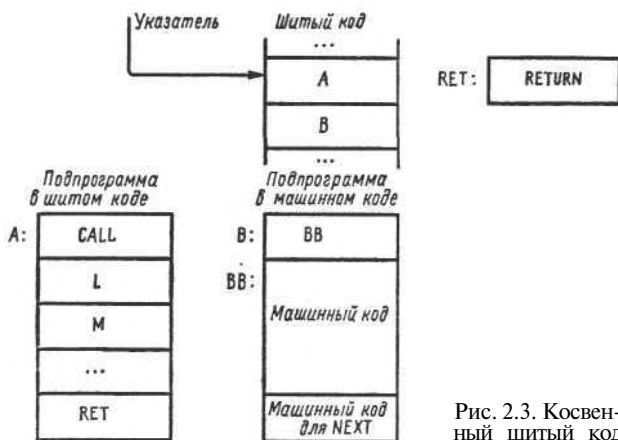 Указатель
Шитый код
...
A
B
...
RET:
RETURN
Подпрограмма
в шитом коде
A:
CALL
L
M
...
RET
Подпрограмма
в машинном коде
B:
BB
BB:
Машинный код
Машинный код
для NEXT
Рис. 2.3. Косвен-
ный шитый код